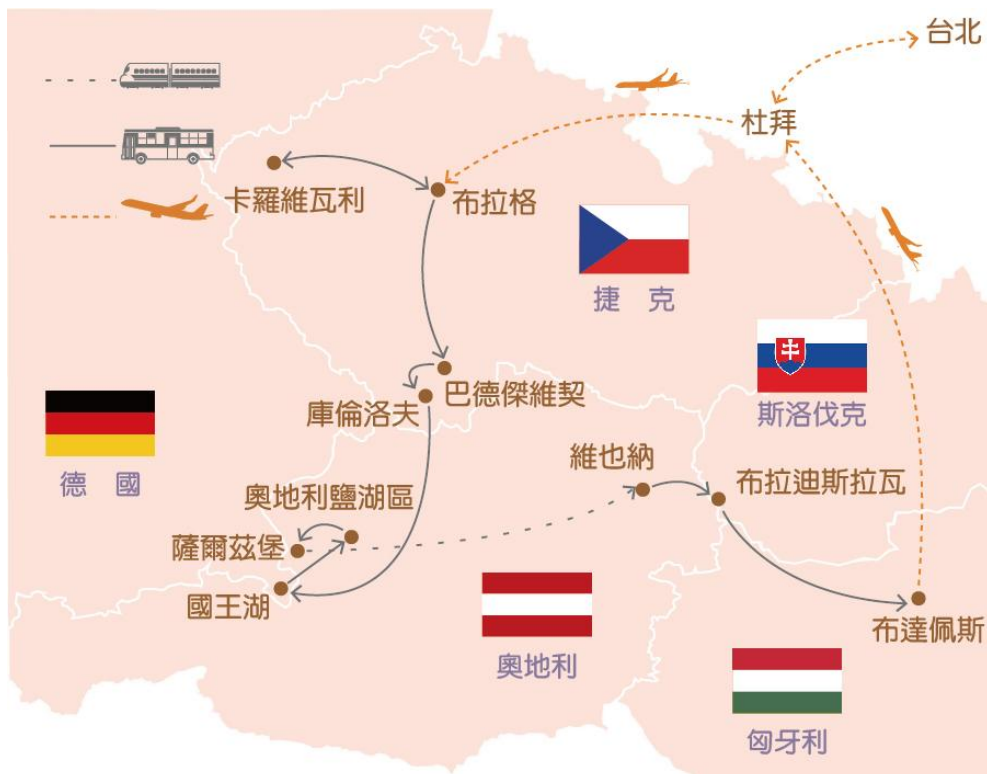 台北
杜拜
卡羅維瓦利
布拉格
捷 克
斯洛伐克
巴德傑維契
庫倫洛夫
德 國
維也納
布拉迪斯拉瓦
奧地利鹽湖區
薩爾茲堡
國王湖
布達佩斯
奧地利
匈牙利